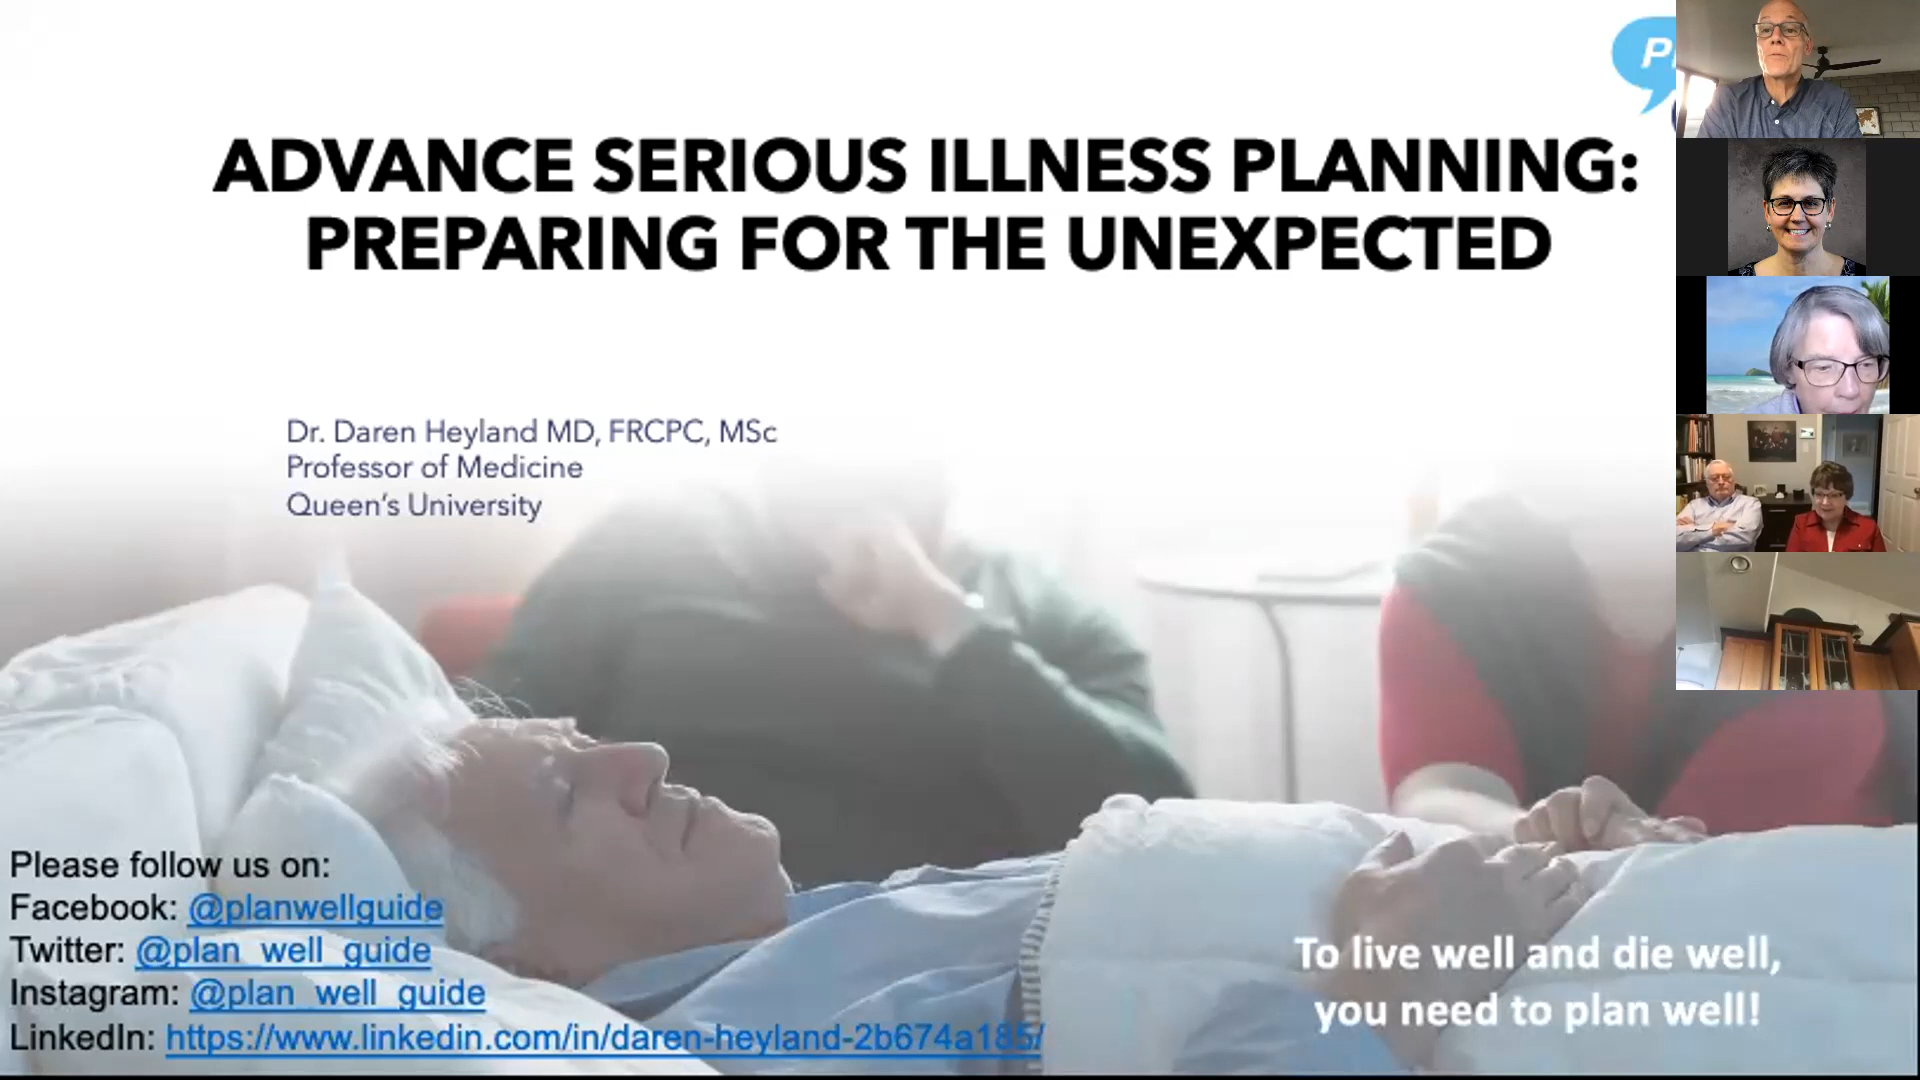 ADVANCE SERIOUS ILLNESS PLANNING:
PREPARING FOR THE UNEXPECTED
Dr. Daren Heyland MD, FRCPC, MSc
Professor of Medicine
Queen's University
Please follow us on:
Facebook: @planwellguide
Twitter: @plan_well_guide
Instagram: @plan_well_guide
LinkedIn: https://www.linkedin.com/in/daren-heyland-2b674a185/
To live well and die well,
you need to plan well!